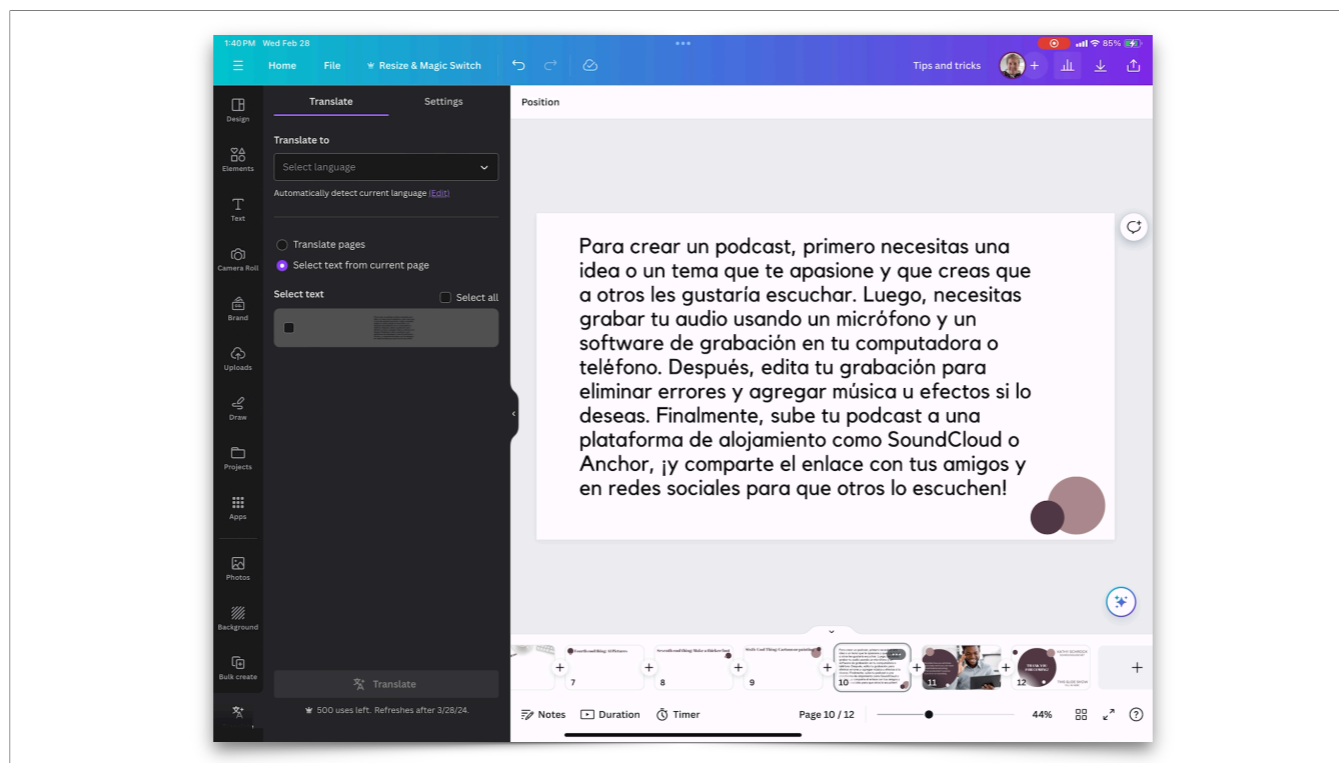 1:40 PM Wed Feb 28
85%
Home File Resize & Magic Switch
Tips and tricks
Design
Elements
Text
Camera Roll
Brand
Uploads
Draw
Projects
Apps
Photos
Background
Bulk create
Translate Settings
Translate to
Select language
Automatically detect current language (Edit)
Translate pages
Select text from current page
Select text
Select all
Translate
500 uses left. Refreshes after 3/28/24.
Position
Para crear un podcast, primero necesitas una
idea o un tema que te apasione y que creas que
a otros les gustaría escuchar. Luego, necesitas
grabar tu audio usando un micrófono y un
software de grabación en tu computadora o
teléfono. Después, edita tu grabación para
eliminar errores y agregar música u efectos si lo
deseas. Finalmente, sube tu podcast a una
plataforma de alojamiento como SoundCloud o
Anchor, ¡y comparte el enlace con tus amigos y
en redes sociales para que otros lo escuchen!
7
8
9
10
11
12
Notes Duration Timer
Page 10 / 12
44%